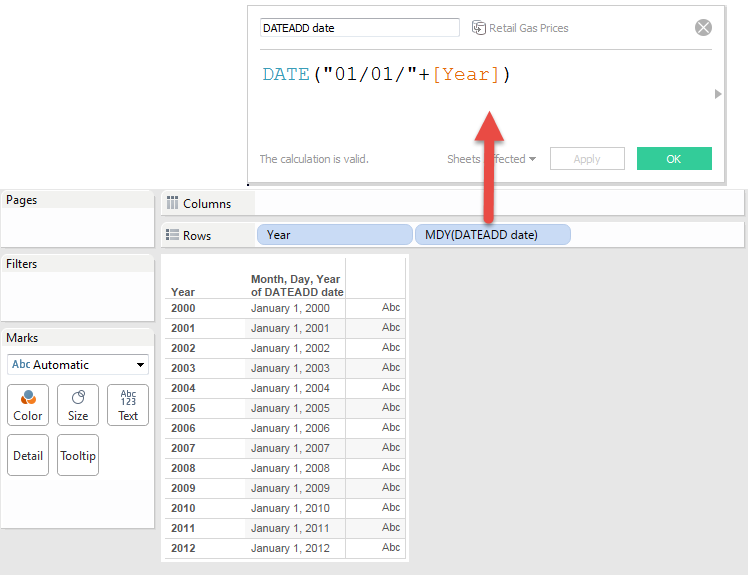 DATEADD date
Retail Gas Prices
DATE("01/01/"+[Year])
The calculation is valid.
Sheets Affected
Apply
OK
Pages
Columns
Rows
Year
MDY(DATEADD date)
Filters
Marks
Abc Automatic
Color
Size
Abc
123
Text
Detail
Tooltip
Year
Month, Day, Year
of DATEADD date
2000 January 1, 2000 Abc
2001 January 1, 2001 Abc
2002 January 1, 2002 Abc
2003 January 1, 2003 Abc
2004 January 1, 2004 Abc
2005 January 1, 2005 Abc
2006 January 1, 2006 Abc
2007 January 1, 2007 Abc
2008 January 1, 2008 Abc
2009 January 1, 2009 Abc
2010 January 1, 2010 Abc
2011 January 1, 2011 Abc
2012 January 1, 2012 Abc